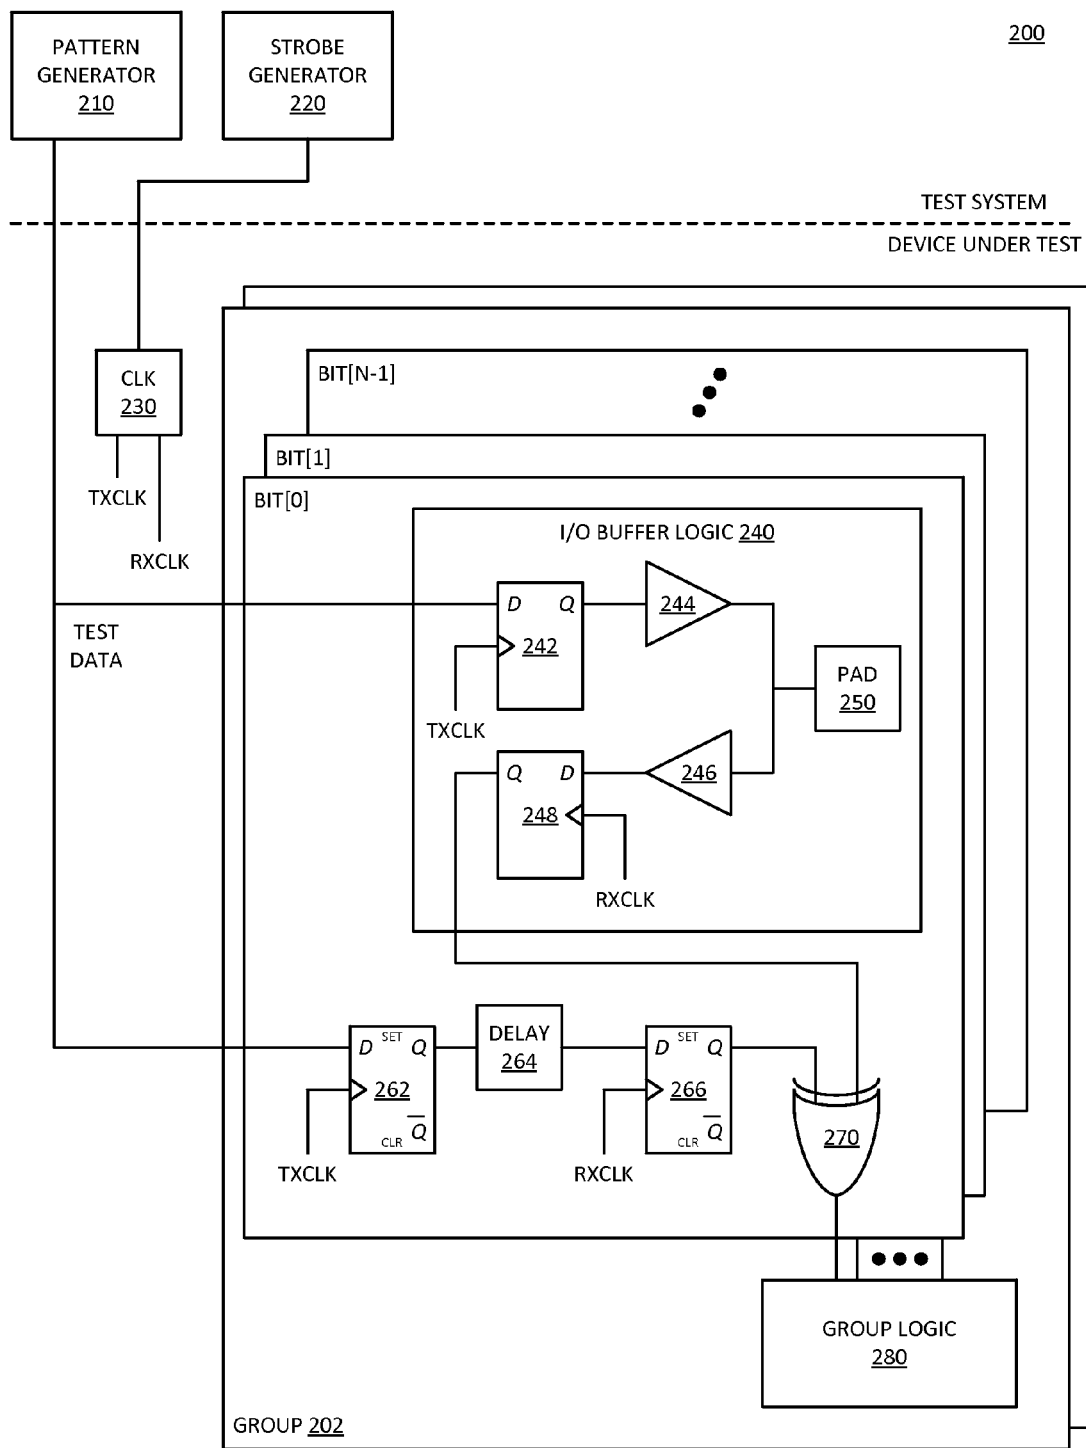 PATTERN
GENERATOR
210
STROBE
GENERATOR
220
200
TEST SYSTEM
DEVICE UNDER TEST
CLK
230
TXCLK
RXCLK
BIT[N-1]
BIT[1]
BIT[0]
I/O BUFFER LOGIC 240
D Q
242
TXCLK
244
PAD
250
TEST
DATA
Q D
248
RXCLK
246
D SET Q
262
CLR Q
TXCLK
DELAY
264
D SET Q
266
CLR Q
RXCLK
270
GROUP LOGIC
280
GROUP 202